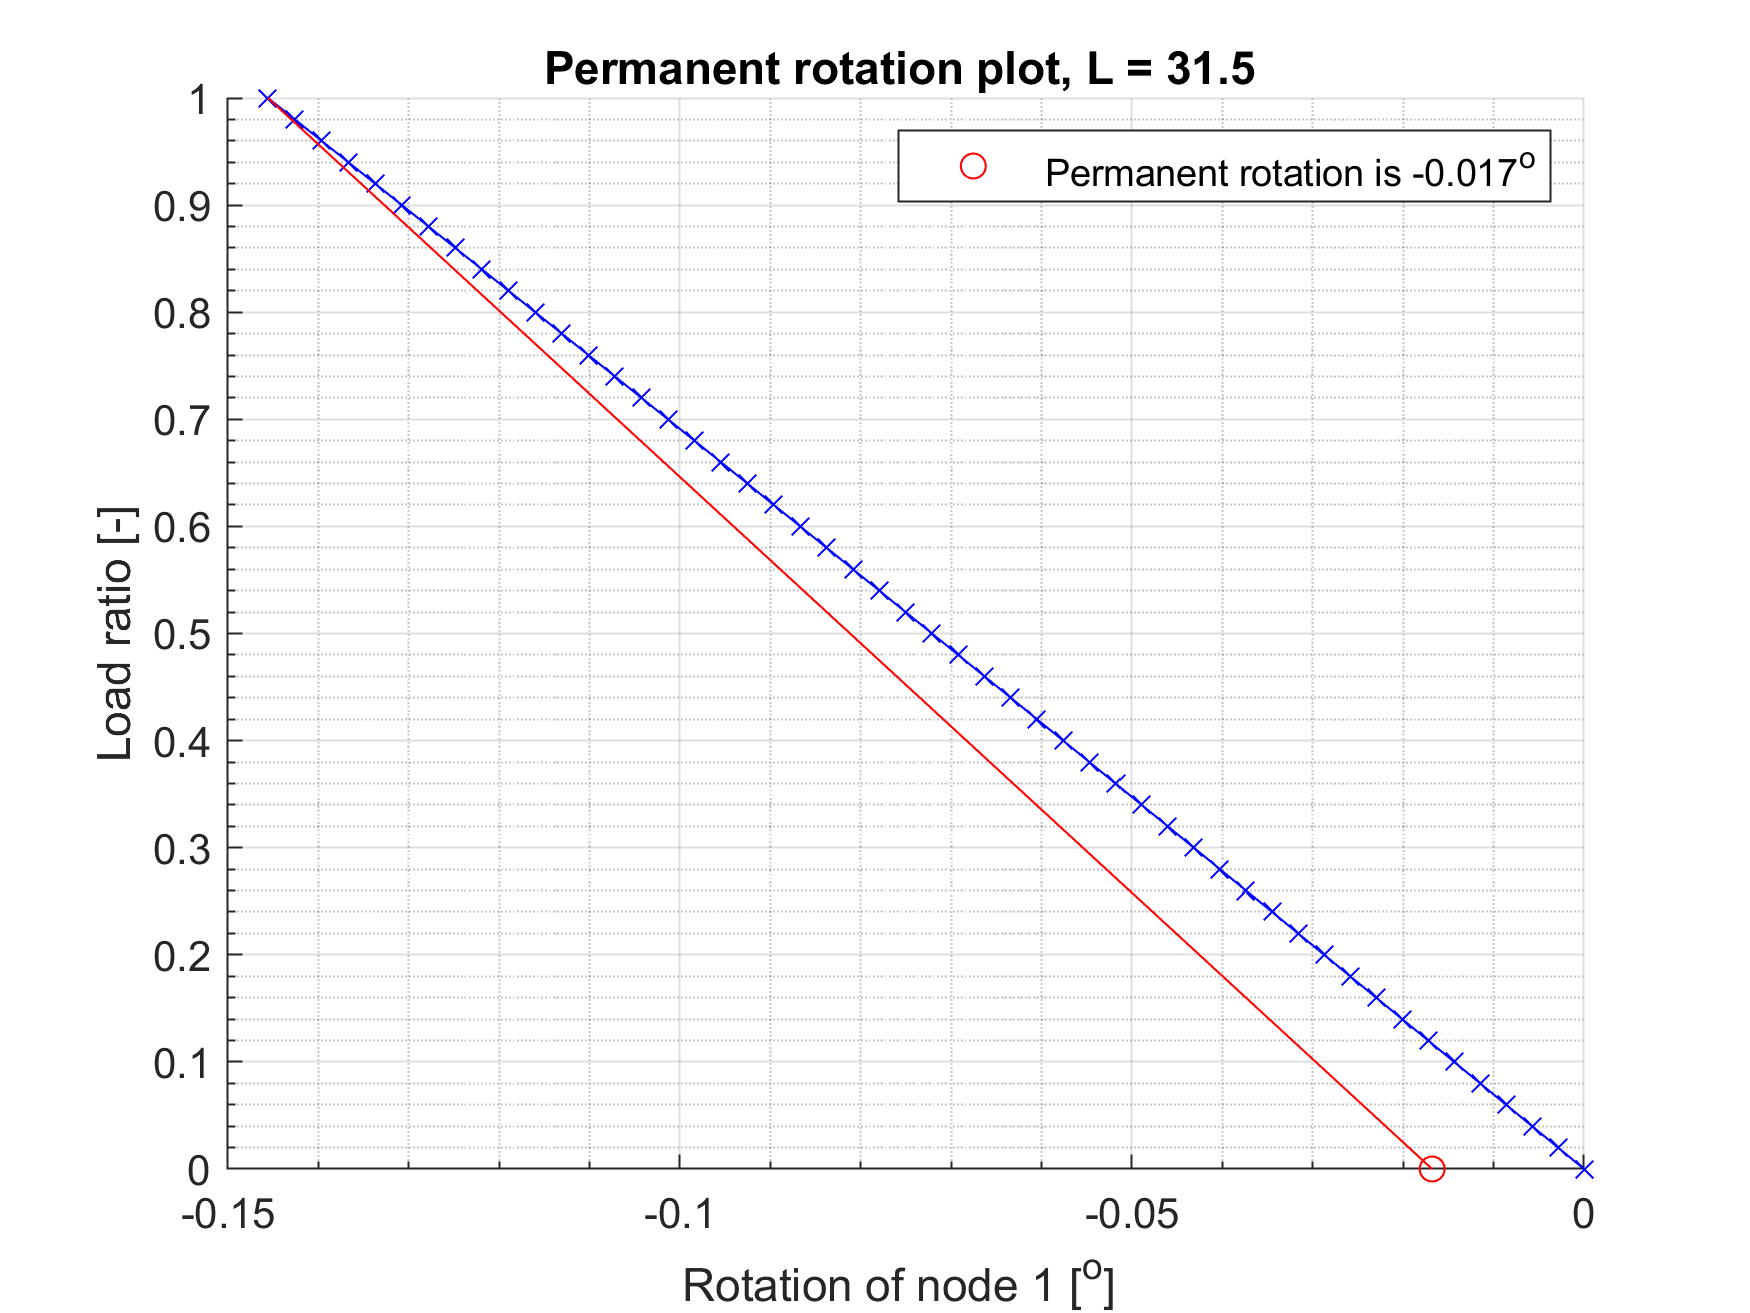 Permanent rotation plot, L = 31.5
Permanent rotation is -0.017°
Load ratio [-]
1
0.9
0.8
0.7
0.6
0.5
0.4
0.3
0.2
0.1
0
-0.15 -0.1 -0.05 0
Rotation of node 1 [°]